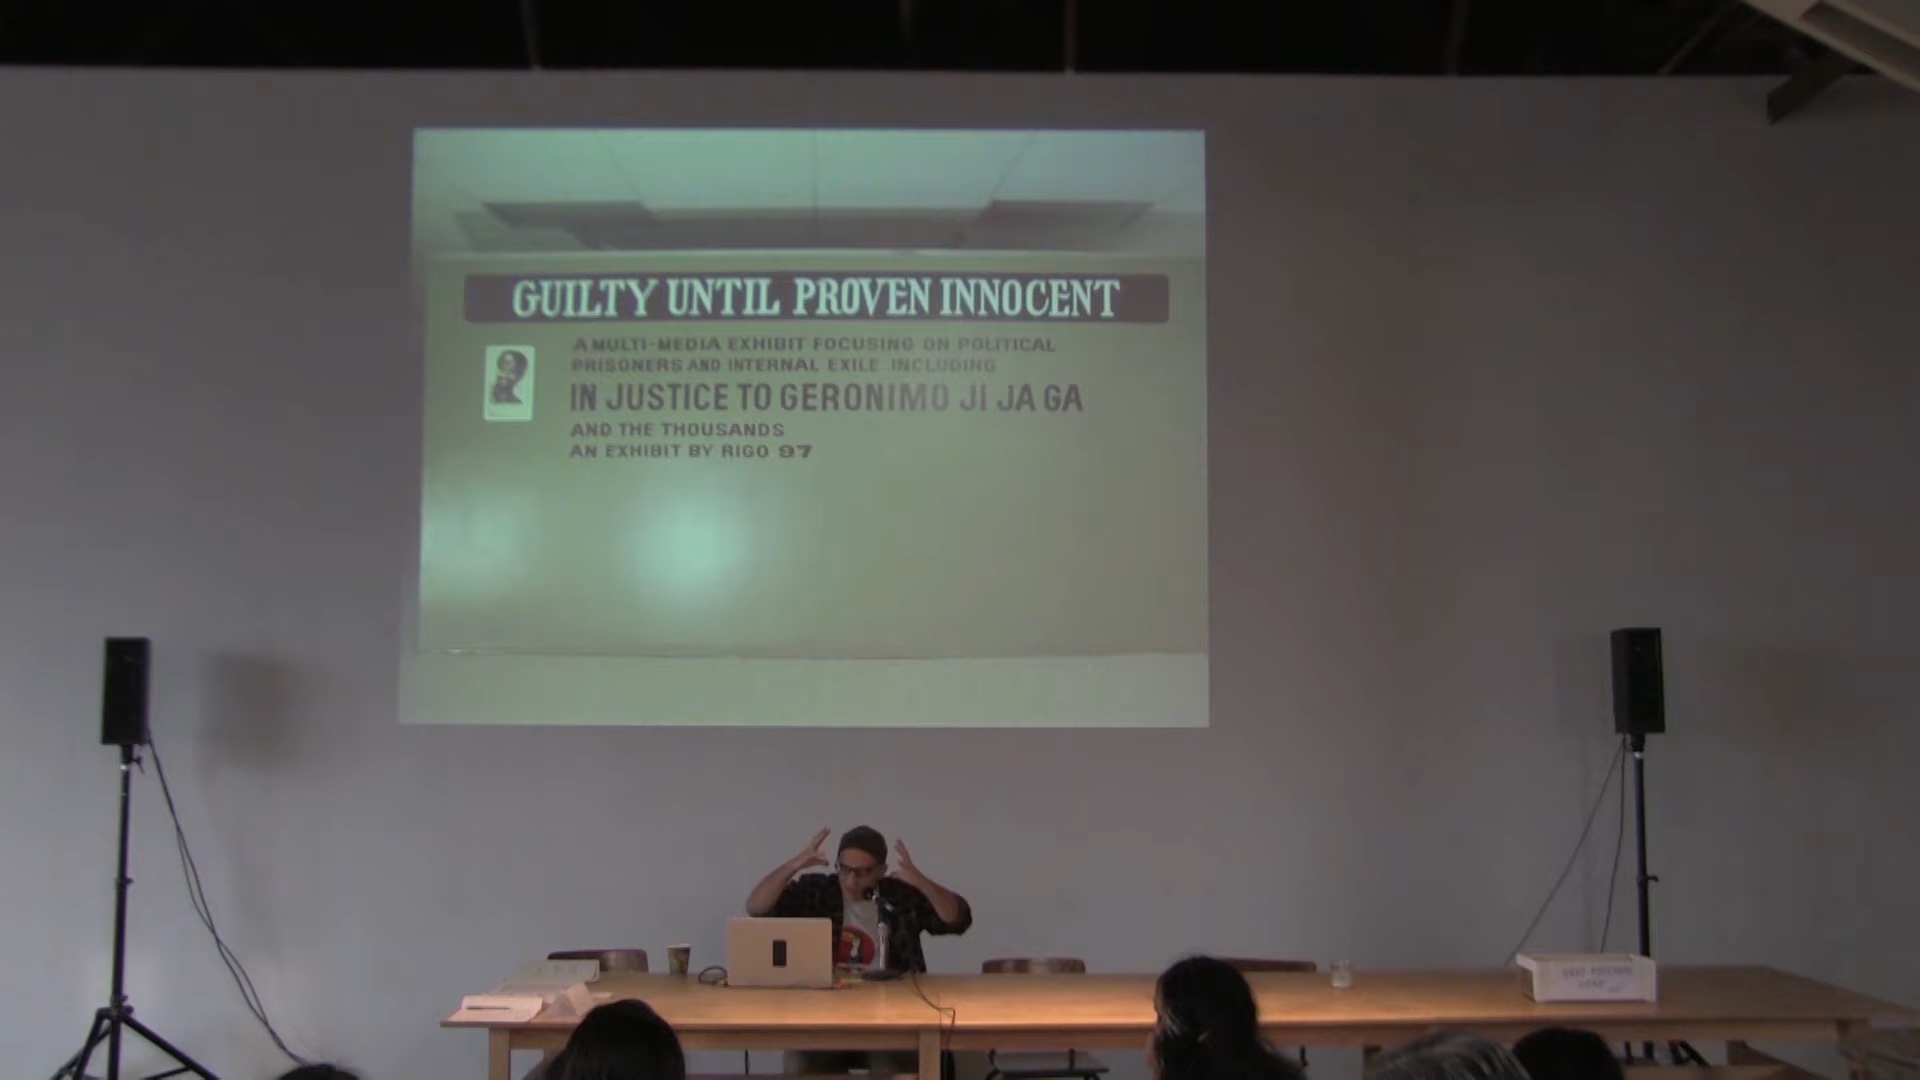 GUILTY UNTIL PROVEN INNOCENT
A MULTI-MEDIA EXHIBIT FOCUSING ON POLITICAL
PRISONERS AND INTERNAL EXILE INCLUDING
IN JUSTICE TO GERONIMO JI JA GA
AND THE THOUSANDS
AN EXHIBIT BY RIGO 97